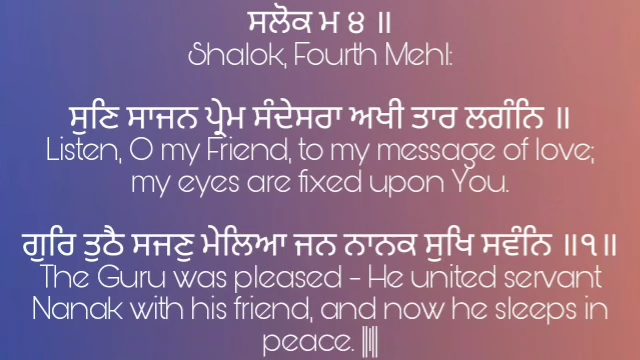 ਸਲੋਕ ਮ ੪ ॥
Shalok, Fourth Mehl:
ਸੁਣਿ ਸਾਜਨ ਪ੍ਰੇਮ ਸੰਦੇਸਰਾ ਅਖੀ ਤਾਰ ਲਗੰਨਿ ॥
Listen, O my Friend, to my message of love;
my eyes are fixed upon You.
ਗੁਰਿ ਤੁਠੈ ਸਜਣੁ ਮੇਲਿਆ ਜਨ ਨਾਨਕ ਸੁਖਿ ਸਵੰਨਿ ॥੧॥
The Guru was pleased - He united servant
Nanak with his friend, and now he sleeps in
peace. ||1||